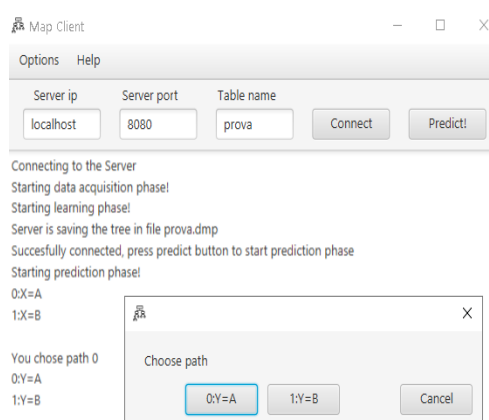 Map Client
Options Help
Server ip Server port Table name
localhost 8080 prova Connect Predict!
Connecting to the Server
Starting data acquisition phase!
Starting learning phase!
Server is saving the tree in file prova.dmp
Succesfully connected, press predict button to start prediction phase
Starting prediction phase!
0:X=A
1:X=B
You chose path 0
0:Y=A
1:Y=B
Choose path
0:Y=A 1:Y=B Cancel